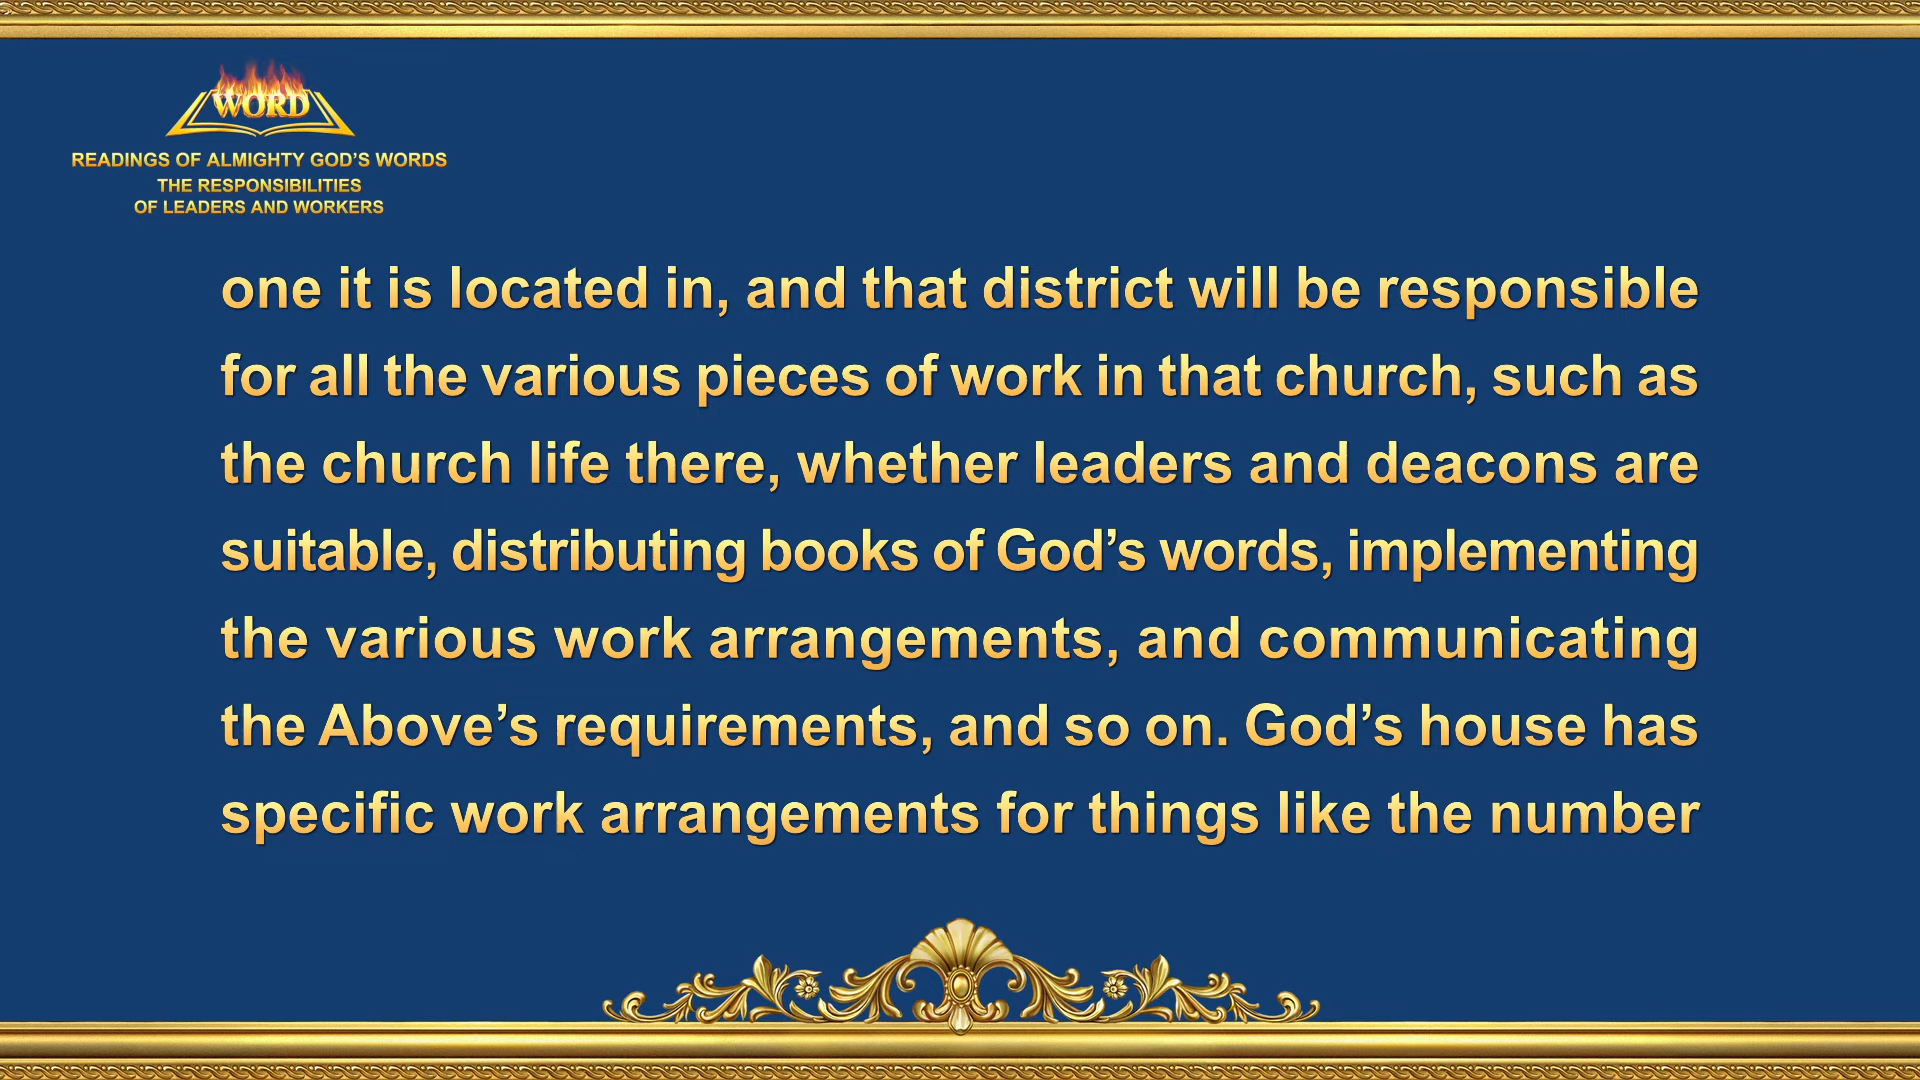 WORD
READINGS OF ALMIGHTY GOD’S WORDS
THE RESPONSIBILITIES
OF LEADERS AND WORKERS
one it is located in, and that district will be responsible
for all the various pieces of work in that church, such as
the church life there, whether leaders and deacons are
suitable, distributing books of God’s words, implementing
the various work arrangements, and communicating
the Above’s requirements, and so on. God’s house has
specific work arrangements for things like the number